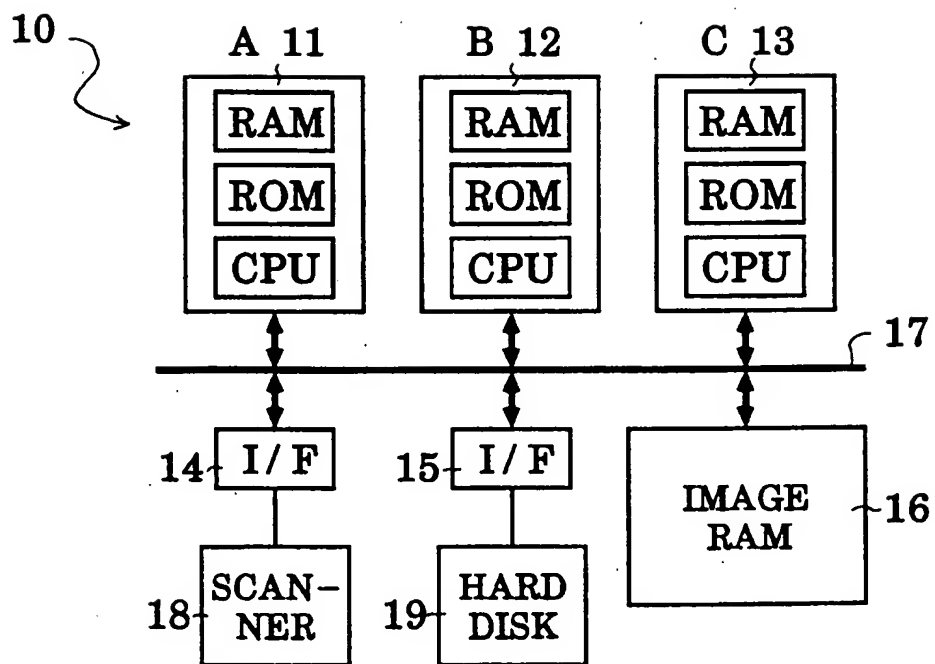 10
A 11
B 12
C 13
RAM
ROM
CPU
RAM
ROM
CPU
RAM
ROM
CPU
17
14
I/F
15
I/F
IMAGE
RAM
16
18
SCAN-
NER
19
HARD
DISK